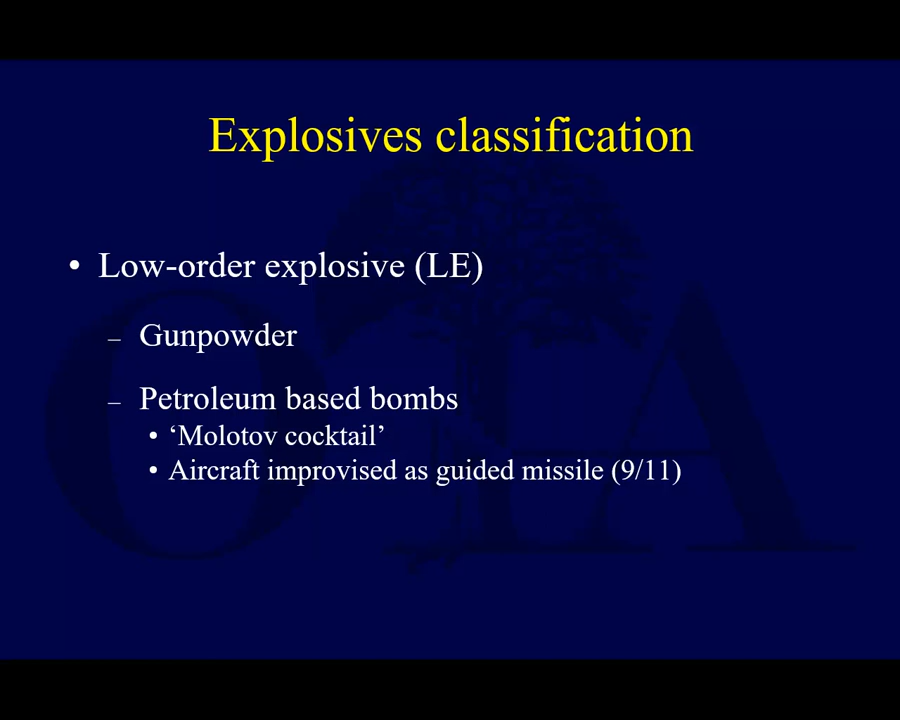 Explosives classification
• Low-order explosive (LE)
– Gunpowder
– Petroleum based bombs
• ‘Molotov cocktail’
• Aircraft improvised as guided missile (9/11)
OTA